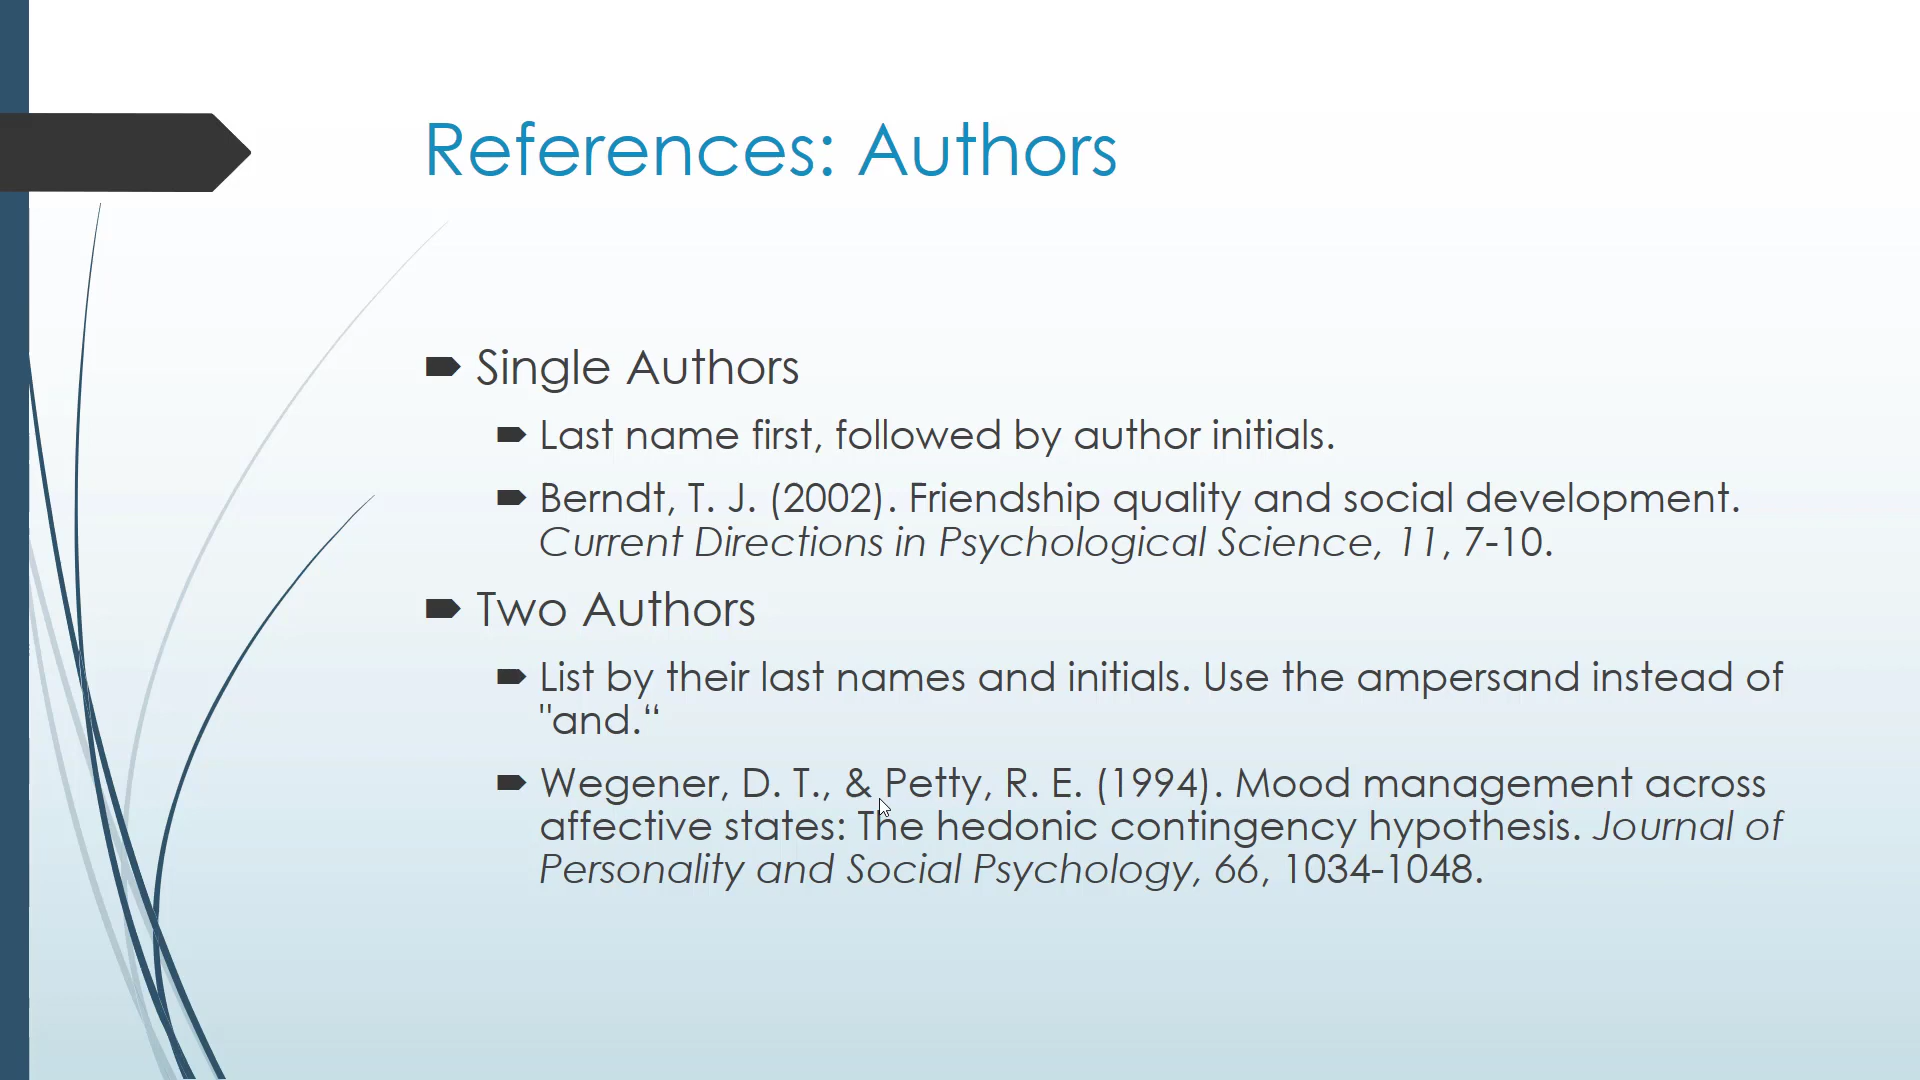 References: Authors
Single Authors
Last name first, followed by author initials.
Berndt, T. J. (2002). Friendship quality and social development.
Current Directions in Psychological Science, 11, 7-10.
Two Authors
List by their last names and initials. Use the ampersand instead of
"and.“
Wegener, D. T., & Petty, R. E. (1994). Mood management across
affective states: The hedonic contingency hypothesis. Journal of
Personality and Social Psychology, 66, 1034-1048.